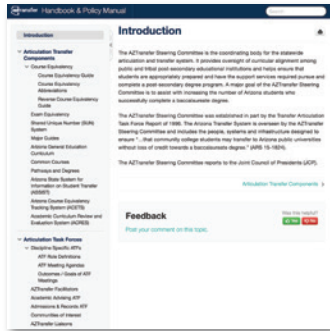 aztransfer Handbook & Policy Manual
Introduction
Articulation Transfer
Components
Course Equivalency
Course Equivalency Guide
Course Equivalency
Abbreviations
Reverse Course Equivalency
Guide
Exam Equivalency
Shared Unique Number (SUN)
System
Major Guides
Arizona General Education
Curriculum
Common Courses
Pathways and Degrees
Arizona State System for
Information on Student Transfer
(ASSIST)
Arizona Course Equivalency
Tracking System (ACETS)
Academic Curriculum Review and
Evaluation System (ACRES)
Articulation Task Forces
Discipline Specific ATFs
ATF Role Definitions
ATF Meeting Agendas
Outcomes / Goals of ATF
Meetings
AZTransfer Facilitators
Academic Advising ATF
Admissions & Records ATF
Communities of Interest
AZTransfer Liaisons
Introduction
The AZTransfer Steering Committee is the coordinating body for the statewide
articulation and transfer system. It provides oversight of curricular alignment among
the public and tribal post-secondary educational institutions and helps ensure that
students are appropriately prepared and have the support services required pursue and
complete a post-secondary degree program. A major goal of the AZTransfer Steering
Committee is to assist with increasing the number of Arizona students who
successfully complete a baccalaureate degree.
The AZTransfer Steering Committee was established in part by the Transfer Articulation
Task Force Report of 1996. The Arizona Transfer System is overseen by the AZTransfer
Steering Committee and includes the people, systems and infrastructure designed to
ensure "...that community college students may transfer to Arizona public universities
without loss of credit towards a baccalaureate degree." (ARS 15-1824).
The AZTransfer Steering Committee reports to the Joint Council of Presidents (JCP).
Articulation Transfer Components
Feedback
Was this helpful?
Yes No
Post your comment on this topic.